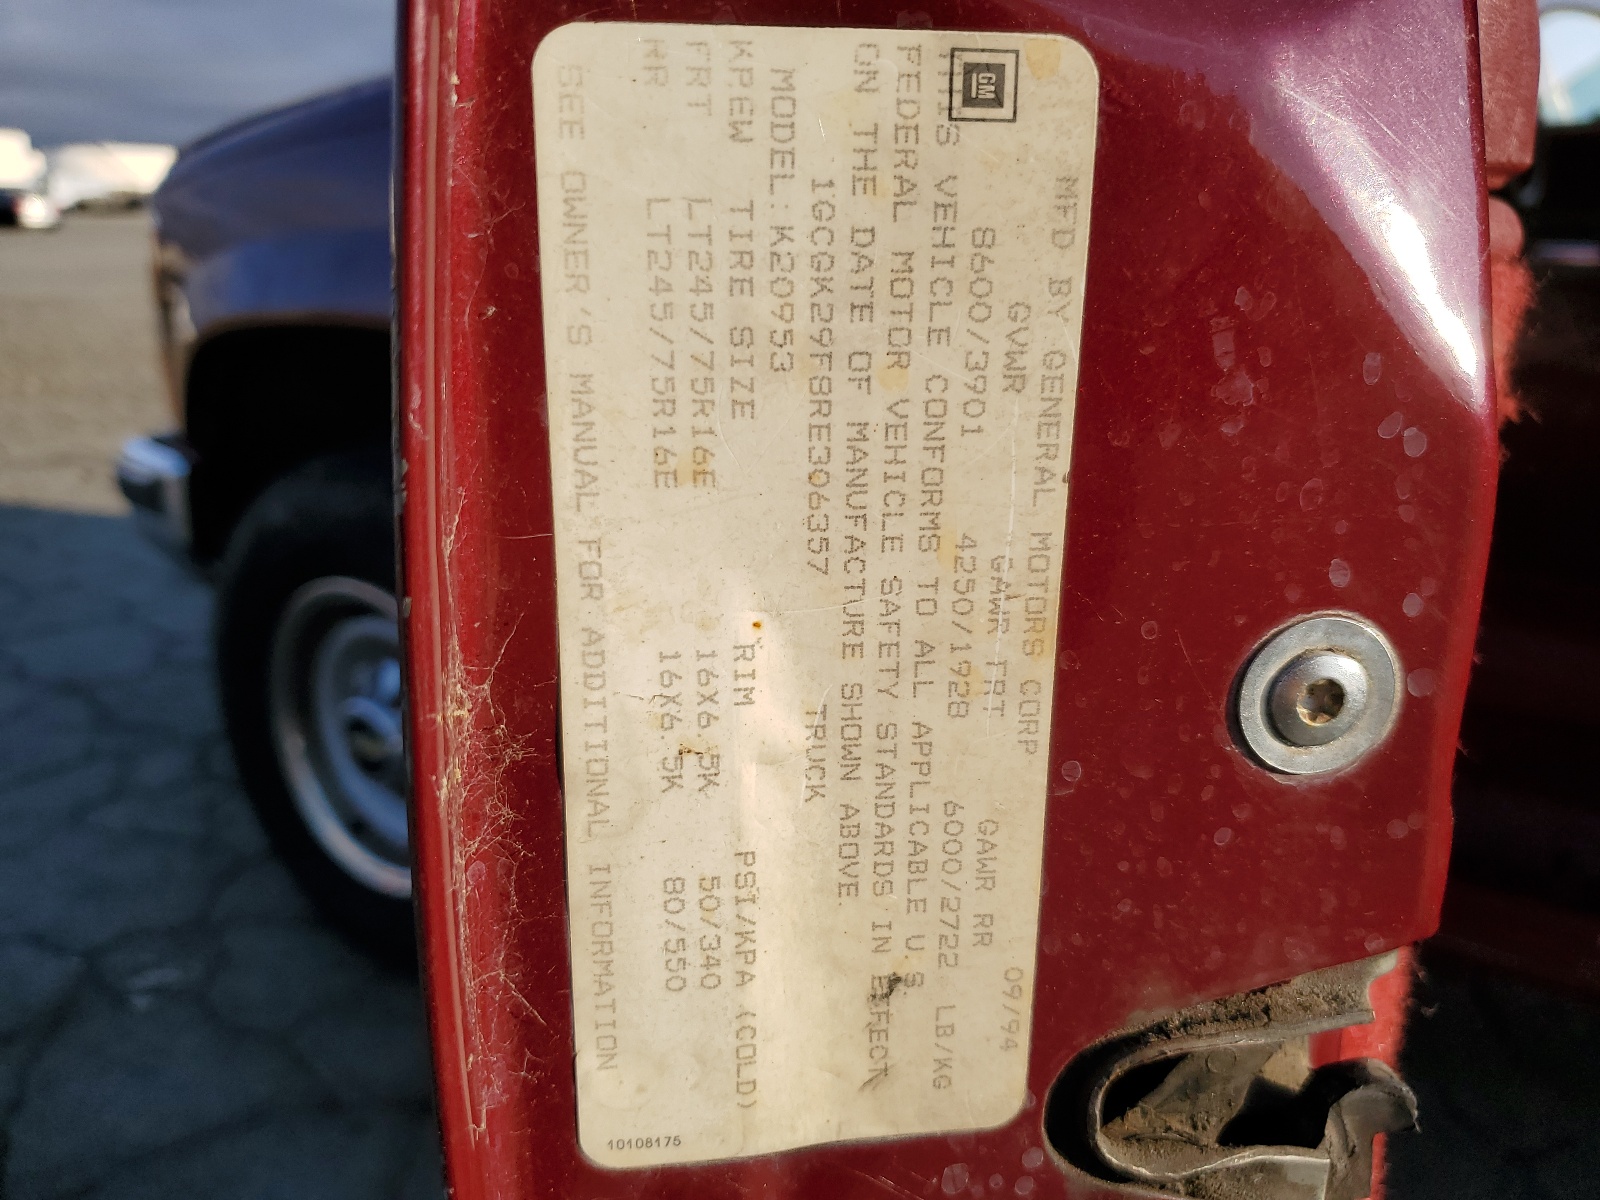 GM
MFD BY GENERAL MOTORS CORP 09/94
GVWR GAWR FRT GAWR RR
8600/3901 4250/1928 6000/2722 LB/KG
THIS VEHICLE CONFORMS TO ALL APPLICABLE U S
FEDERAL MOTOR VEHICLE SAFETY STANDARDS IN EFFECT
ON THE DATE OF MANUFACTURE SHOWN ABOVE.
1GCGK29F8RE306357 TRUCK
MODEL: K20953
KPEW TIRE SIZE RIM PSI/KPA (COLD)
FRT LT245/75R16E 16X6.5K 50/340
RR LT245/75R16E 16X6.5K 80/550
SEE OWNER'S MANUAL FOR ADDITIONAL INFORMATION
10108175